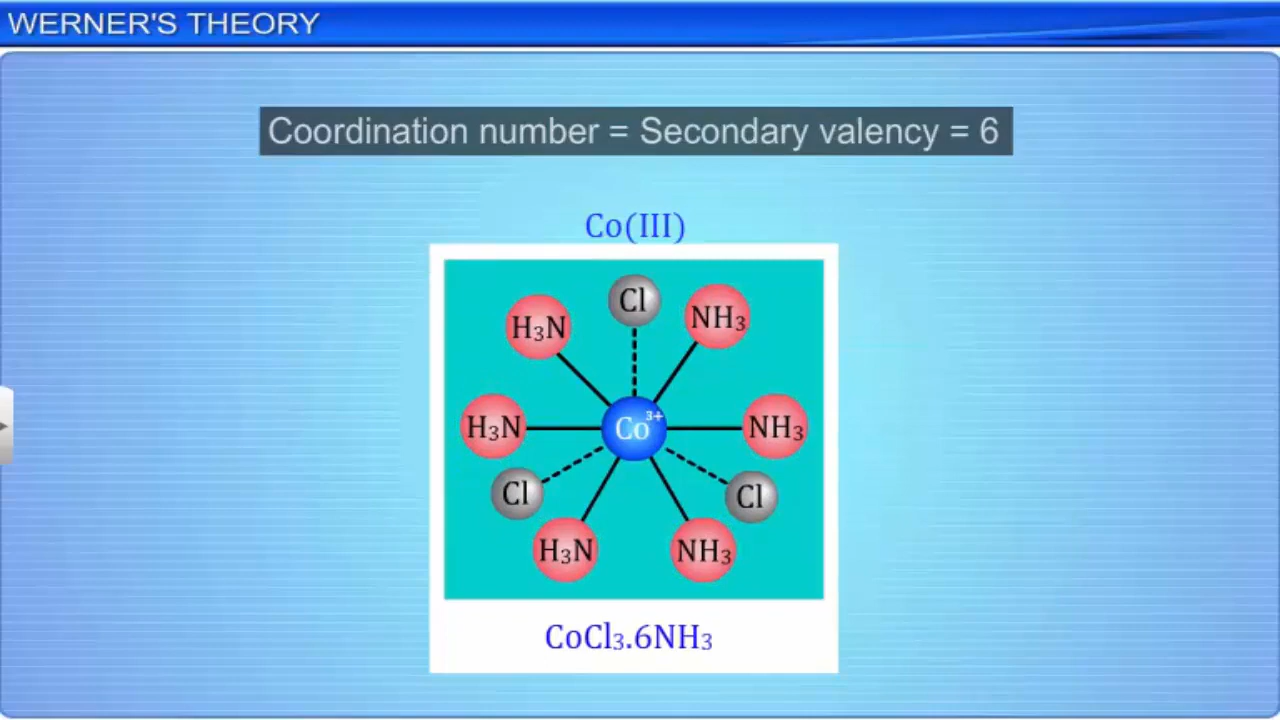 WERNER'S THEORY
Coordination number = Secondary valency = 6
Co(III)
Cl
H₃N
NH₃
H₃N
Co³⁺
NH₃
Cl
Cl
H₃N
NH₃
CoCl₃.6NH₃